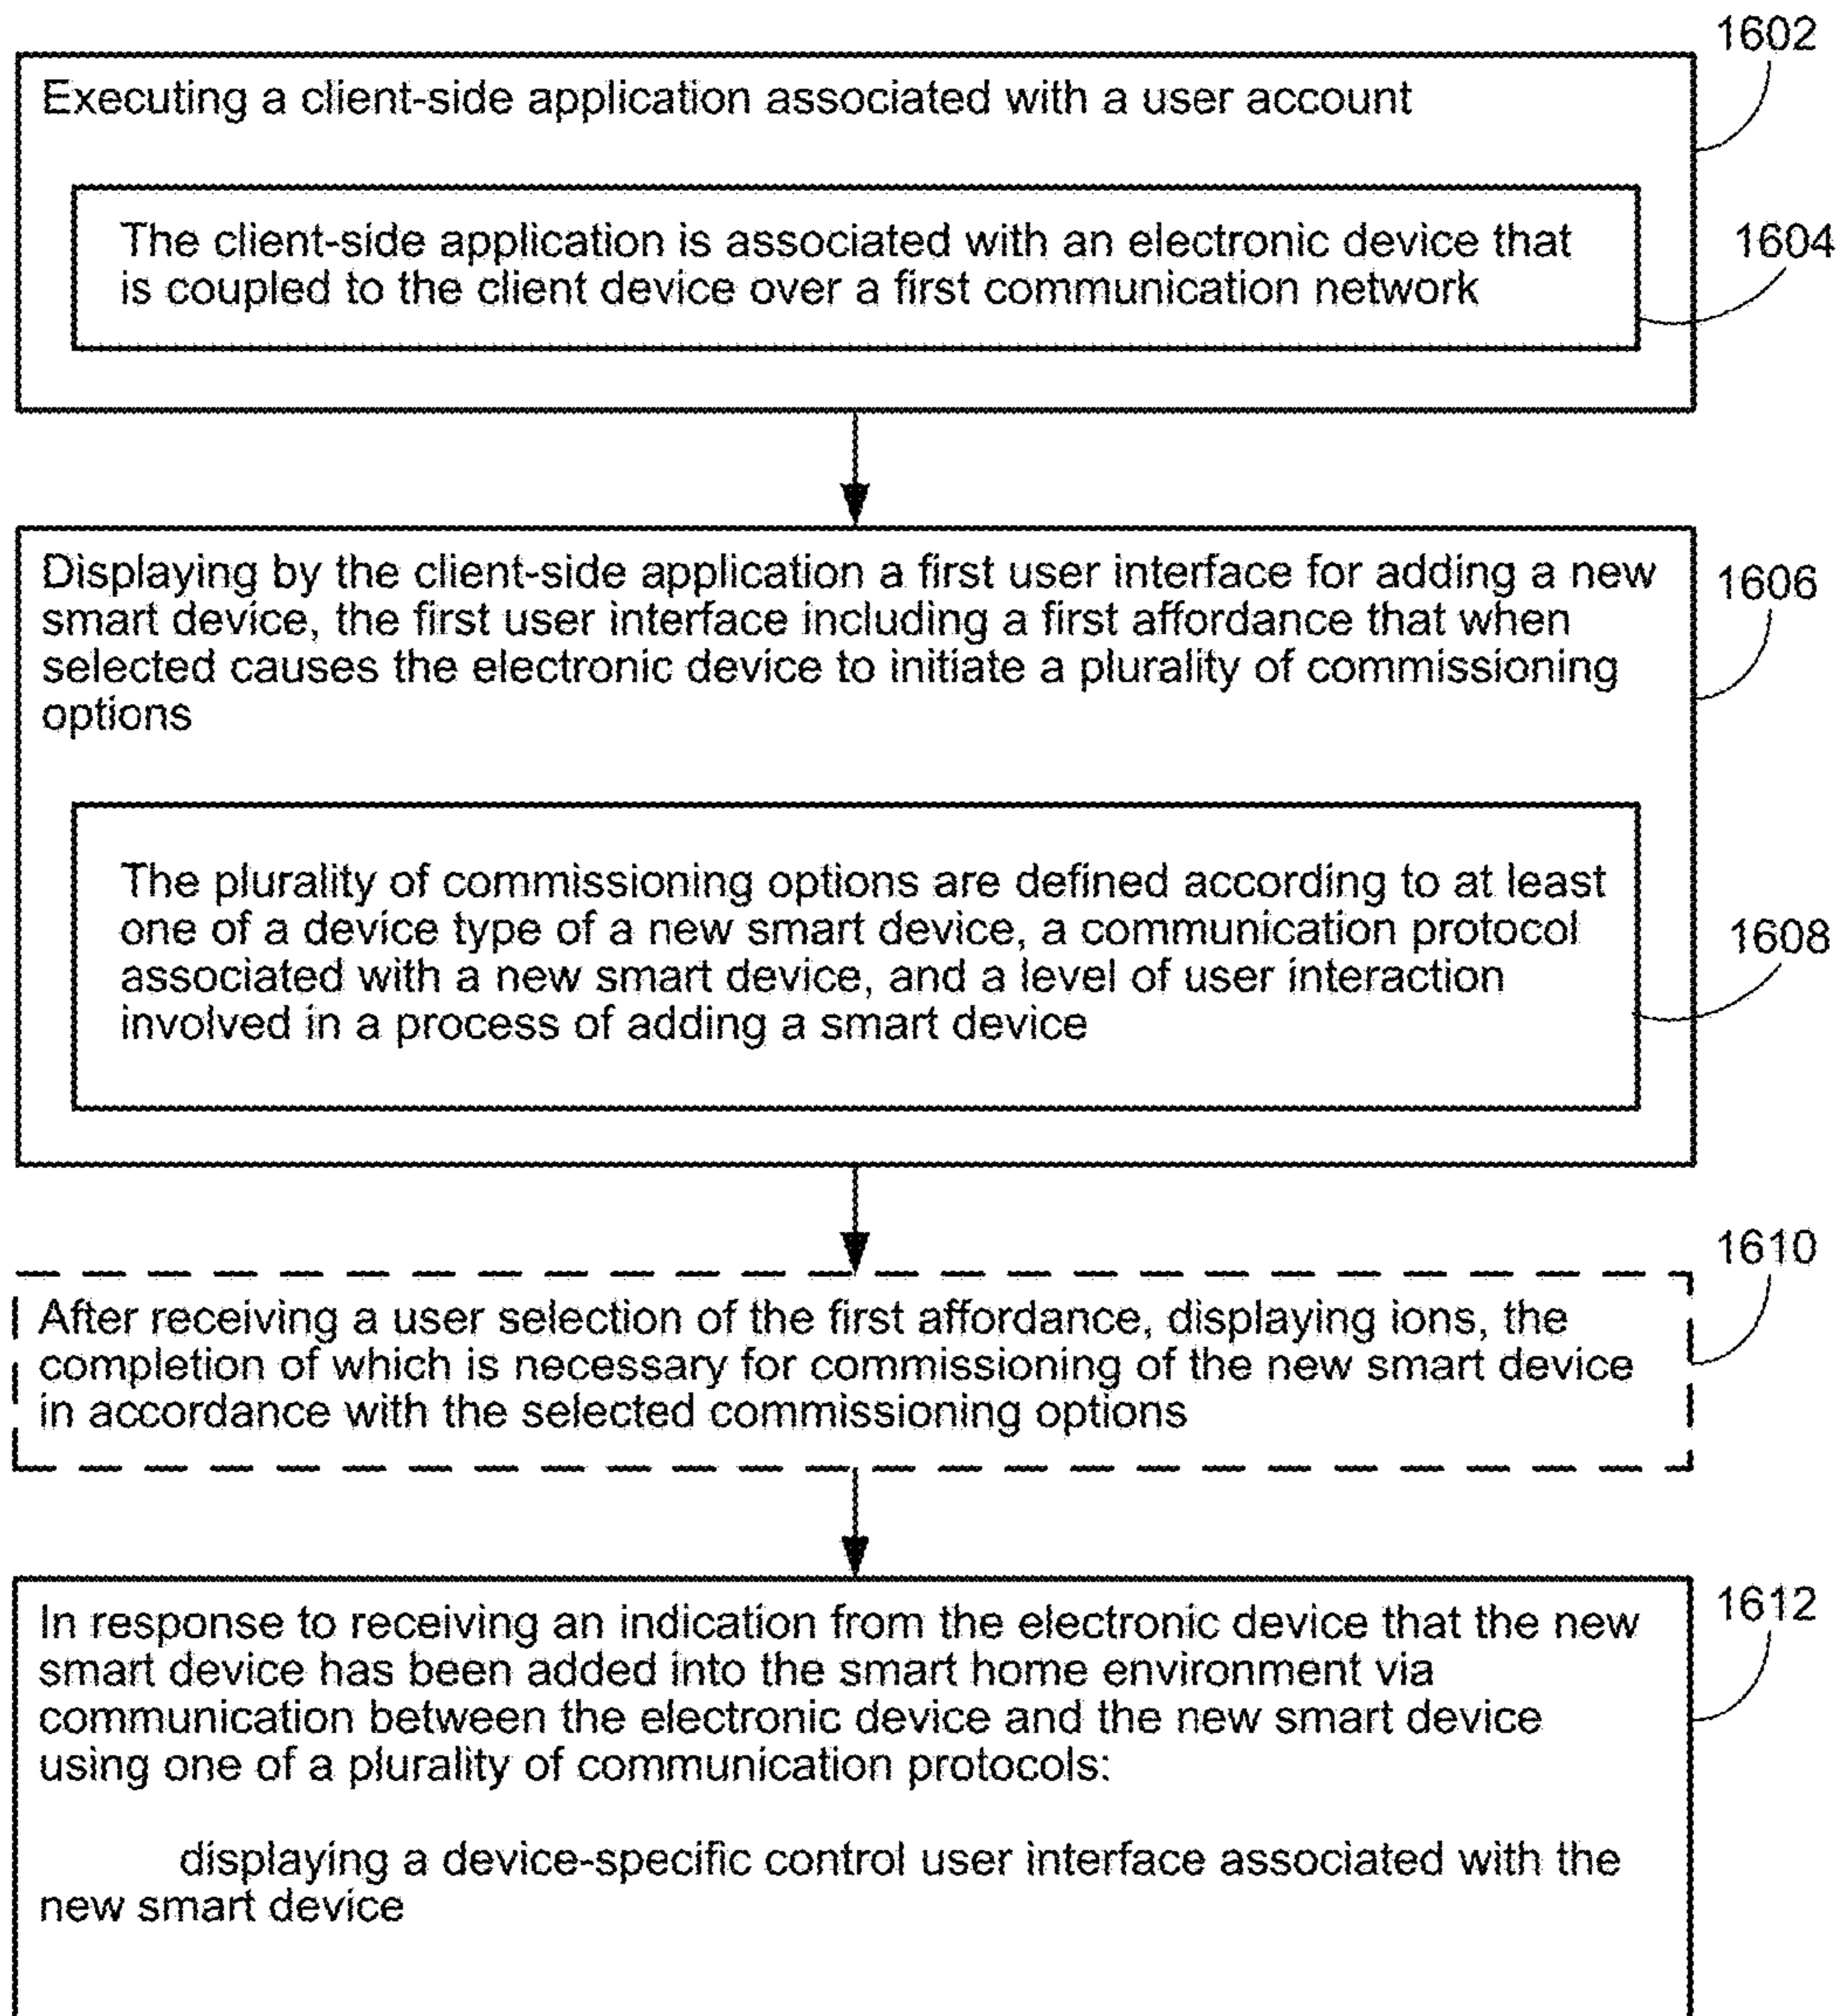 1602
Executing a client-side application associated with a user account
The client-side application is associated with an electronic device that
is coupled to the client device over a first communication network
1604
Displaying by the client-side application a first user interface for adding a new
smart device, the first user interface including a first affordance that when
selected causes the electronic device to initiate a plurality of commissioning
options
1606
The plurality of commissioning options are defined according to at least
one of a device type of a new smart device, a communication protocol
associated with a new smart device, and a level of user interaction
involved in a process of adding a smart device
1608
1610
After receiving a user selection of the first affordance, displaying ions, the
completion of which is necessary for commissioning of the new smart device
in accordance with the selected commissioning options
1612
In response to receiving an indication from the electronic device that the new
smart device has been added into the smart home environment via
communication between the electronic device and the new smart device
using one of a plurality of communication protocols:
displaying a device-specific control user interface associated with the
new smart device